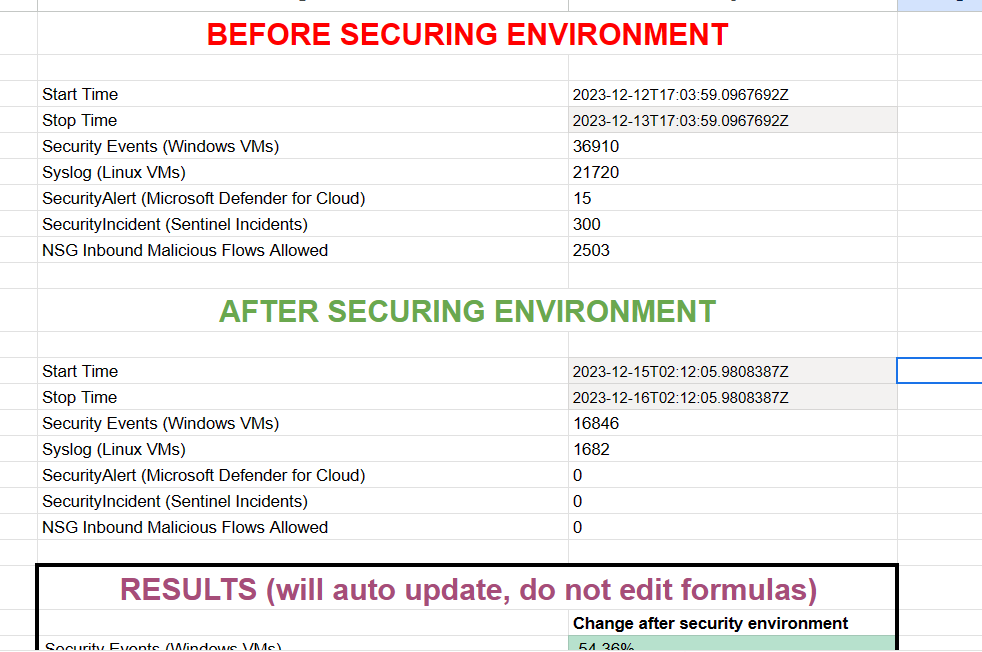 BEFORE SECURING ENVIRONMENT
Start Time 2023-12-12T17:03:59.0967692Z
Stop Time 2023-12-13T17:03:59.0967692Z
Security Events (Windows VMs) 36910
Syslog (Linux VMs) 21720
SecurityAlert (Microsoft Defender for Cloud) 15
SecurityIncident (Sentinel Incidents) 300
NSG Inbound Malicious Flows Allowed 2503
AFTER SECURING ENVIRONMENT
Start Time 2023-12-15T02:12:05.9808387Z
Stop Time 2023-12-16T02:12:05.9808387Z
Security Events (Windows VMs) 16846
Syslog (Linux VMs) 1682
SecurityAlert (Microsoft Defender for Cloud) 0
SecurityIncident (Sentinel Incidents) 0
NSG Inbound Malicious Flows Allowed 0
RESULTS (will auto update, do not edit formulas)
Change after security environment
Security Events (Windows VMs) -54.36%